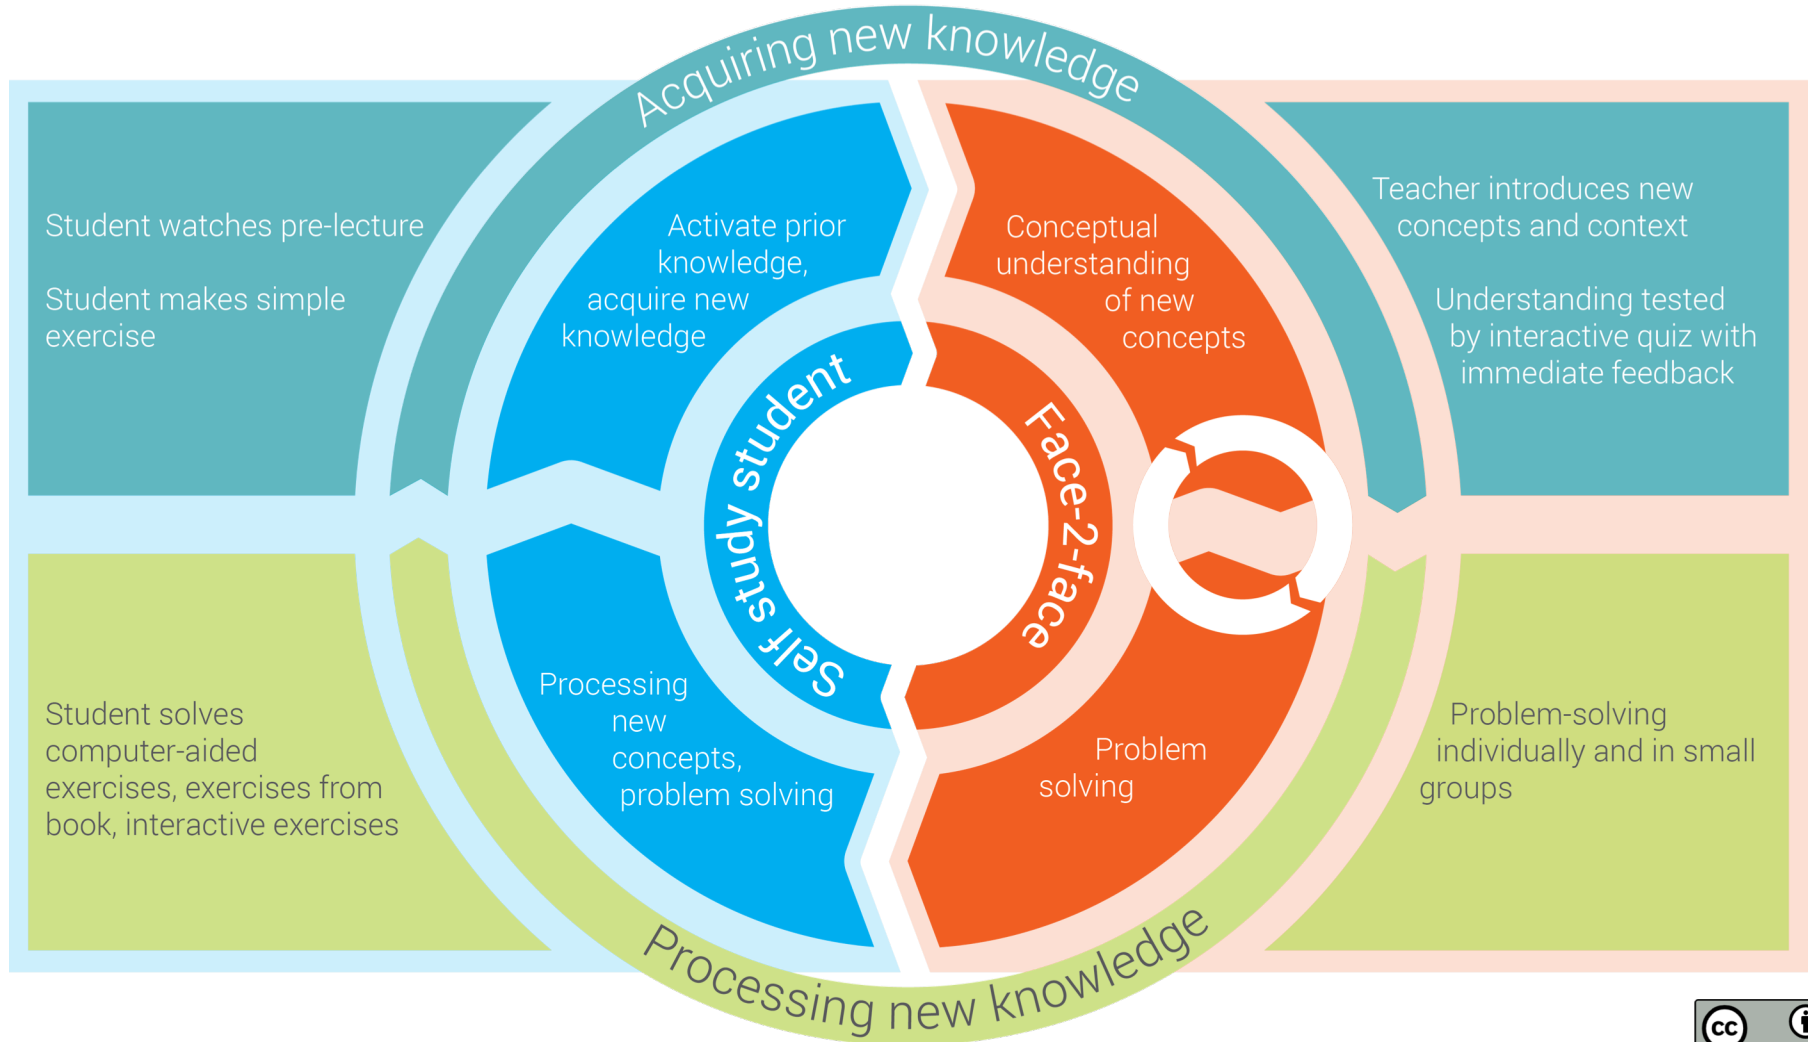 Acquiring new knowledge
Student watches pre-lecture
Student makes simple
exercise
Activate prior
knowledge,
acquire new
knowledge
Conceptual
understanding
of new
concepts
Teacher introduces new
concepts and context
Understanding tested
by interactive quiz with
immediate feedback
Self study student
Face-2-face
Student solves
computer-aided
exercises, exercises from
book, interactive exercises
Processing
new
concepts,
problem solving
Problem
solving
Problem-solving
individually and in small
groups
Processing new knowledge
cc